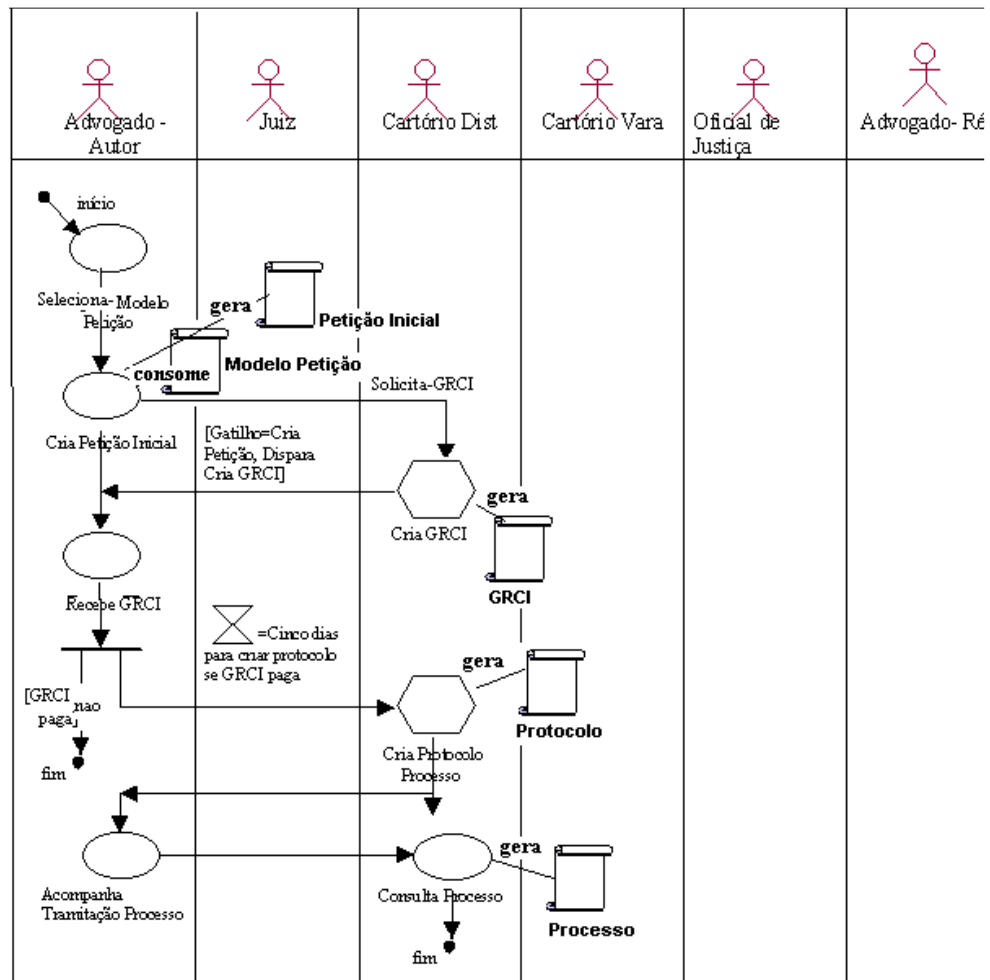 Advogado -
Autor
Juiz
Cartório Dist
Cartório Vara
Oficial de
Justiça
Advogado- Ré
início
Seleciona- Modelo
Petição
gera
Petição Inicial
consome
Modelo Petição
Solicita-GRCI
Cria Petição Inicial
[Gatilho=Cria
Petição, Dispara
Cria GRCI]
gera
Cria GRCI
GRCI
Recebe GRCI
=Cinco dias
para criar protocolo
se GRCI paga
gera
[GRCI nao
paga]
Protocolo
Cria Protocolo
Processo
fim
gera
Acompanha
Tramitação Processo
Consulta Processo
Processo
fim